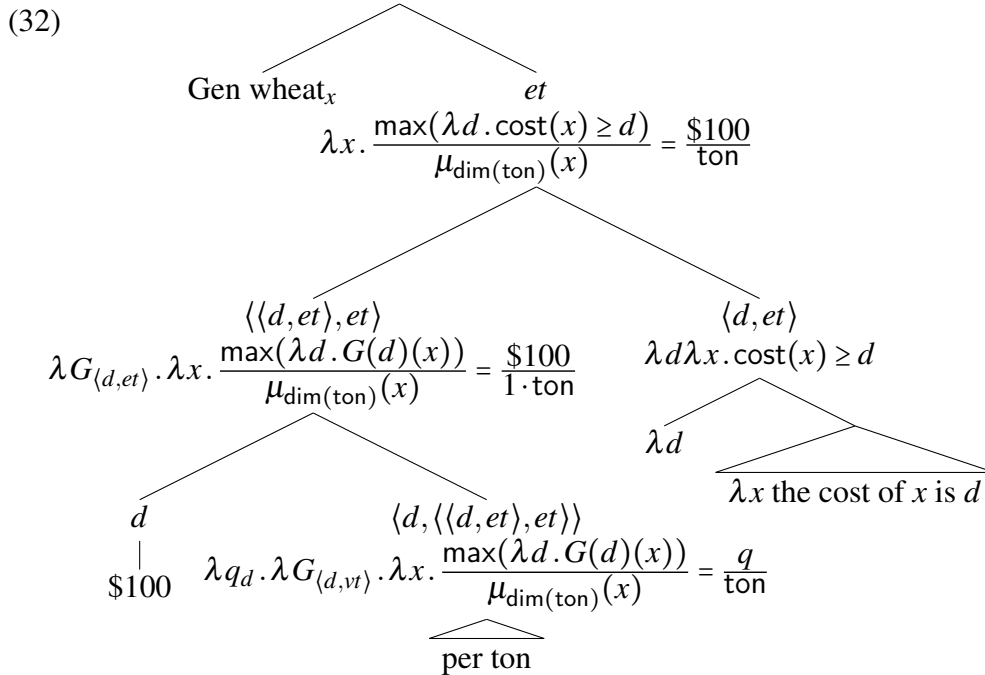 (32)
Gen wheatₓ
et
λx. max(λd.cost(x) ≥ d) / μ_dim(ton)(x) = $100 / ton
⟨⟨d,et⟩,et⟩
⟨d,et⟩
λG_⟨d,et⟩.λx. max(λd.G(d)(x)) / μ_dim(ton)(x) = $100 / 1·ton
λdλx.cost(x) ≥ d
λd
λx the cost of x is d
d
⟨d,⟨⟨d,et⟩,et⟩⟩
$100
λq_d.λG_⟨d,vt⟩.λx. max(λd.G(d)(x)) / μ_dim(ton)(x) = q / ton
per ton